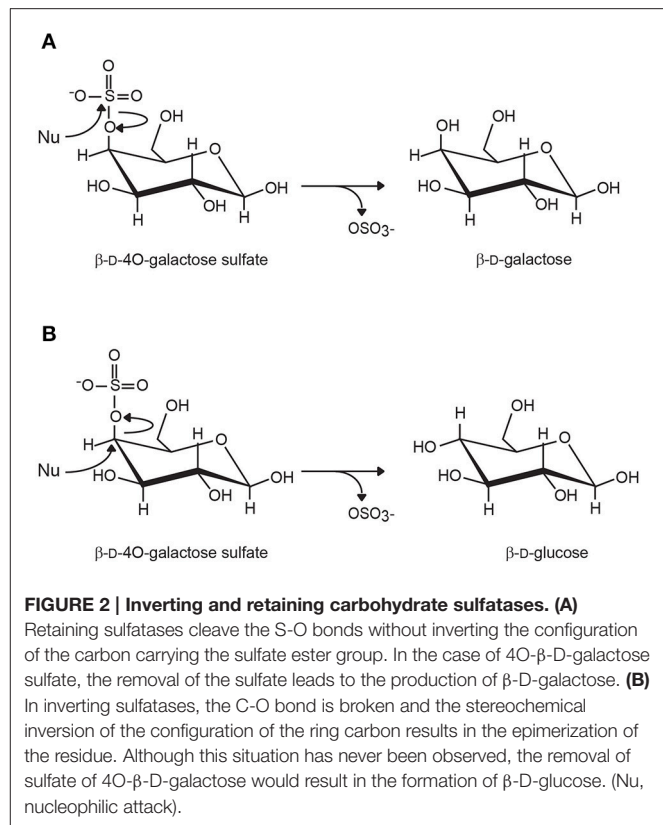 A
O
⁻O–S=O
O
OH
Nu
H
H
O
HO
OH
OH
H
H
β-D-4O-galactose sulfate
OSO3-
OH
OH
H
H
O
HO
OH
OH
H
H
β-D-galactose
B
O
⁻O–S=O
O
OH
H
H
O
Nu
HO
OH
OH
H
H
β-D-4O-galactose sulfate
OSO3-
H
OH
H
O
HO
HO
OH
OH
H
H
β-D-glucose
FIGURE 2 | Inverting and retaining carbohydrate sulfatases. (A)
Retaining sulfatases cleave the S-O bonds without inverting the configuration
of the carbon carrying the sulfate ester group. In the case of 4O-β-D-galactose
sulfate, the removal of the sulfate leads to the production of β-D-galactose. (B)
In inverting sulfatases, the C-O bond is broken and the stereochemical
inversion of the configuration of the ring carbon results in the epimerization of
the residue. Although this situation has never been observed, the removal of
sulfate of 4O-β-D-galactose would result in the formation of β-D-glucose. (Nu,
nucleophilic attack).